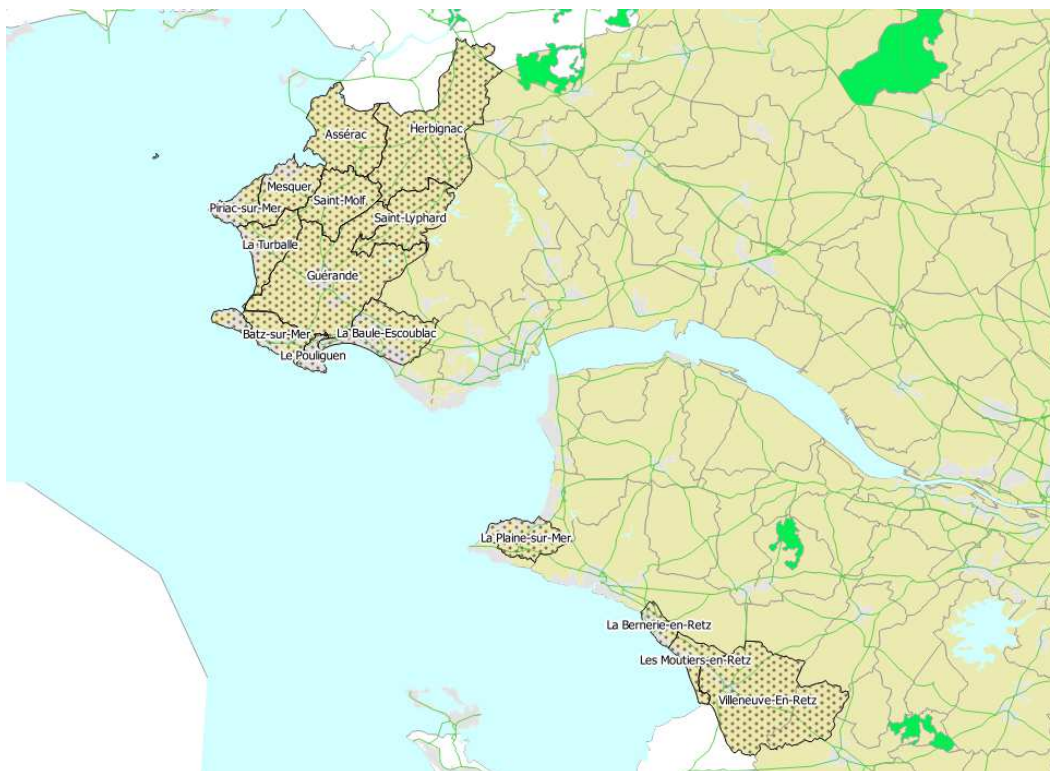 Assérac
Herbignac
Mesquer
Saint-Molf
Piriac-sur-Mer
Saint-Lyphard
La Turballe
Guérande
Batz-sur-Mer
La Baule-Escoublac
Le Pouliguen
La Plaine-sur-Mer
La Bernerie-en-Retz
Les Moutiers-en-Retz
Villeneuve-En-Retz